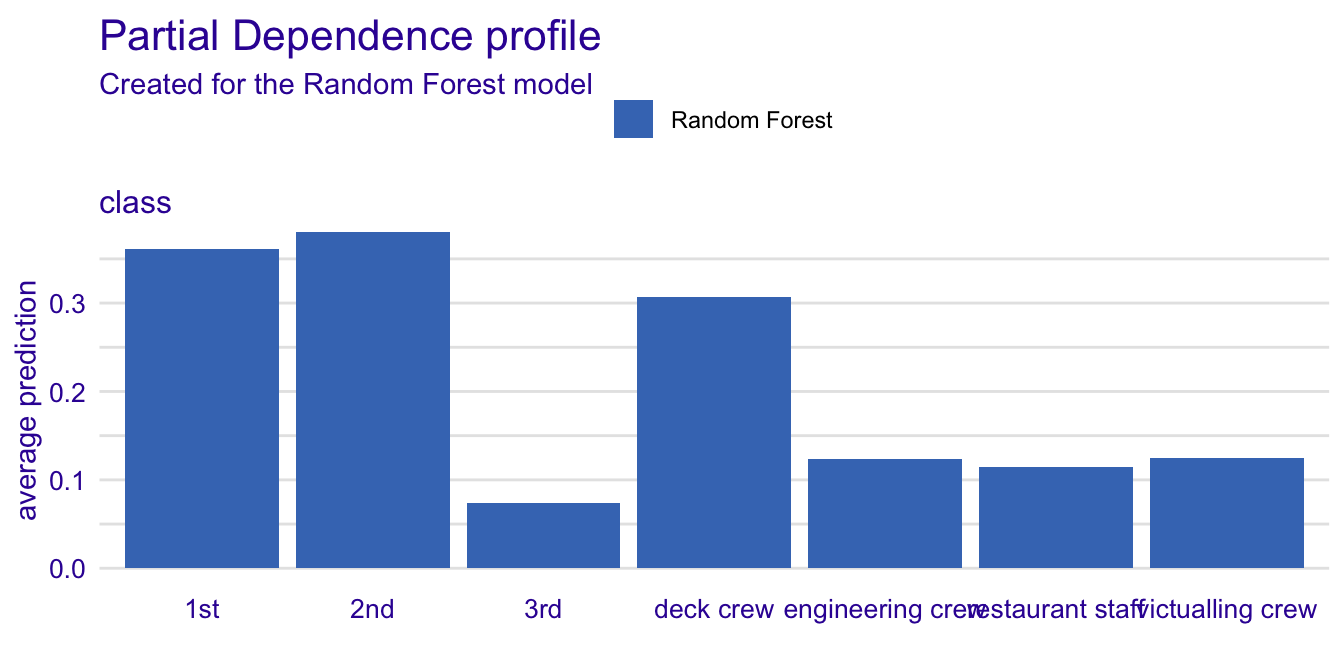 Partial Dependence profile
Created for the Random Forest model
Random Forest
class
average prediction
0.3
0.2
0.1
0.0
1st 2nd 3rd deck crew engineering crew restaurant staff victualling crew